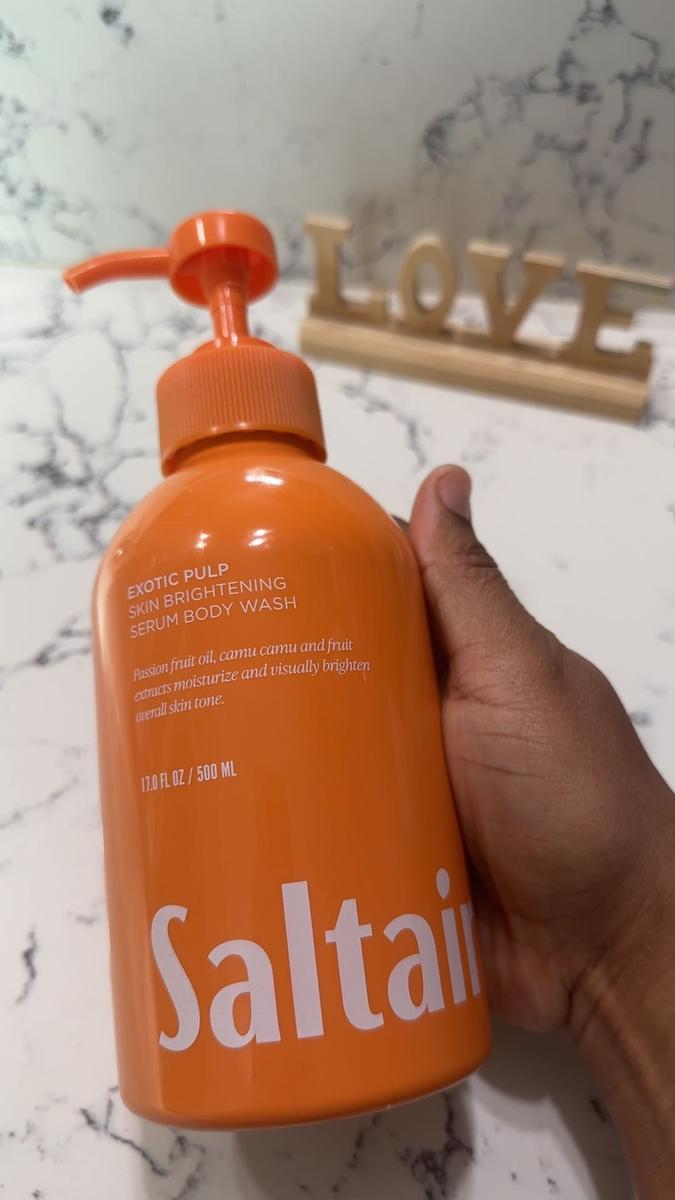 LOVE
EXOTIC PULP
SKIN BRIGHTENING
SERUM BODY WASH
Passion fruit oil, camu camu and fruit
extracts moisturize and visually brighten
overall skin tone.
17.0 FL OZ / 500 ML
Saltair